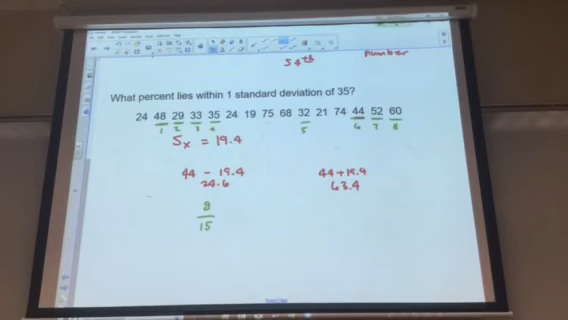 34th
number
What percent lies within 1 standard deviation of 35?
24 48 29 33 35 24 19 75 68 32 21 74 44 52 60
1 2 3 4 5 6 7 8
Sx = 19.4
44 - 19.4 44+19.4
24.6 63.4
8
15